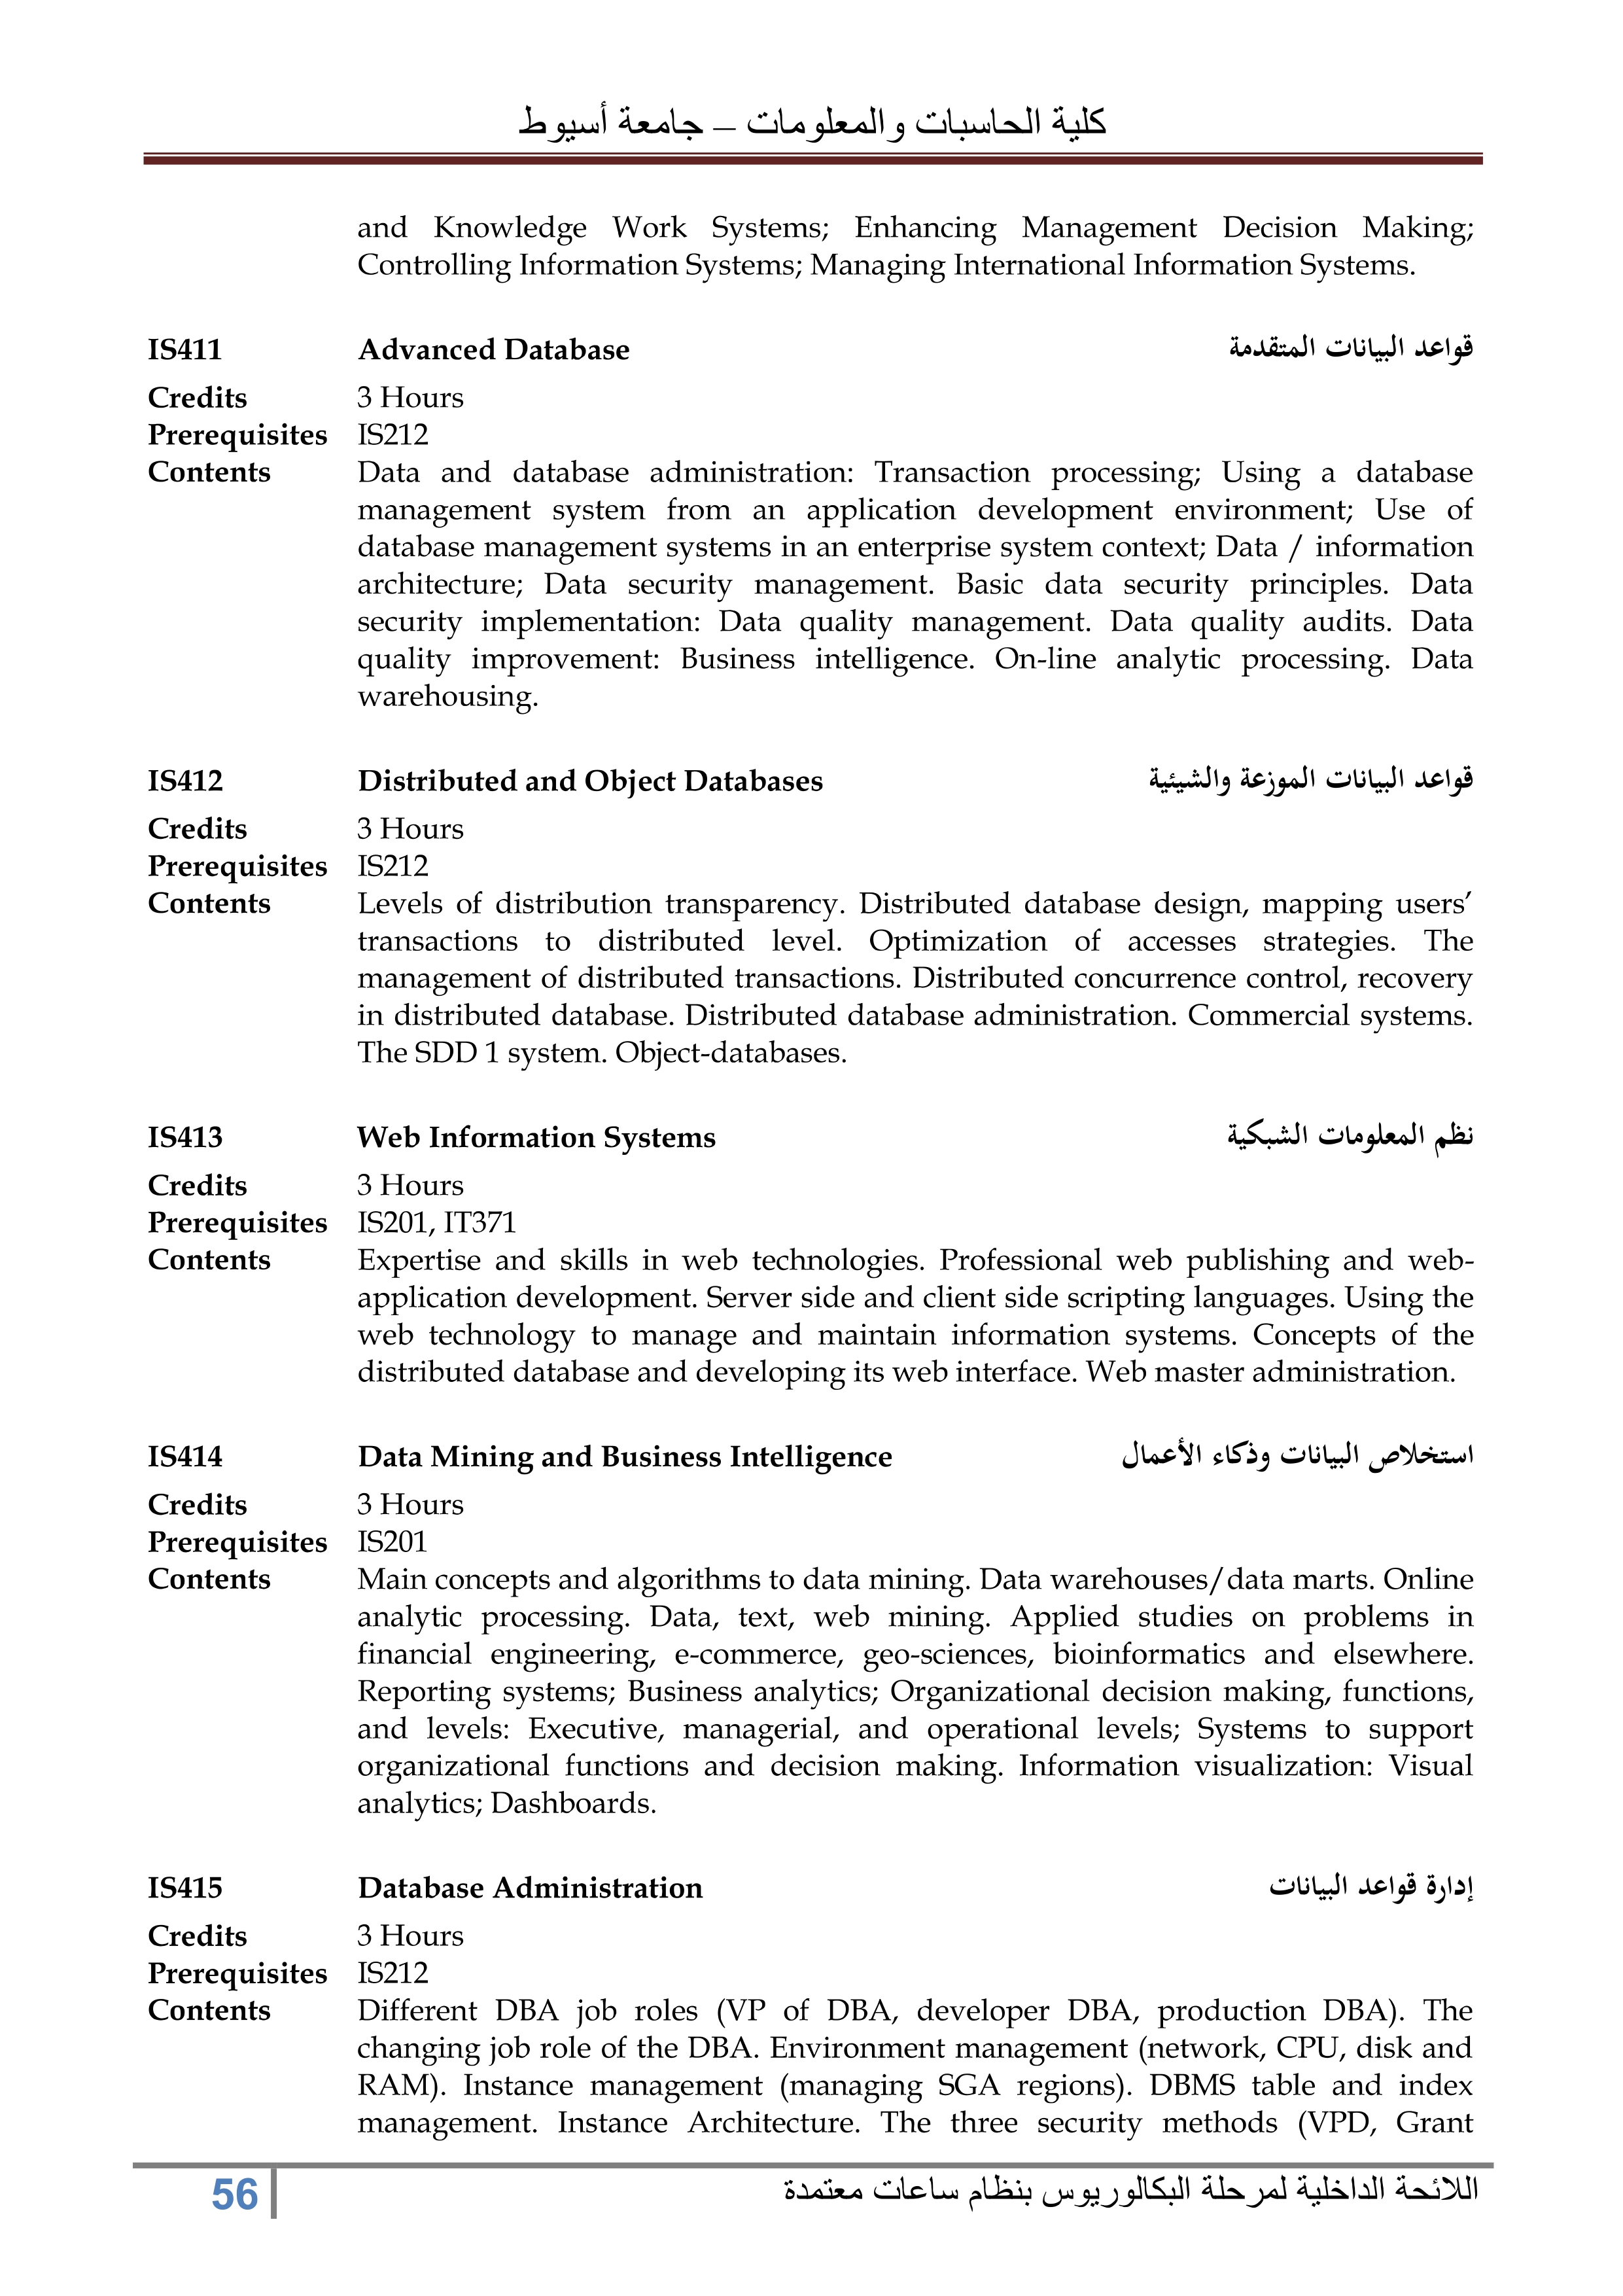 كلية الحاسبات والمعلومات – جامعة أسيوط
and Knowledge Work Systems; Enhancing Management Decision Making;
Controlling Information Systems; Managing International Information Systems.
IS411 Advanced Database قواعد البيانات المتقدمة
Credits 3 Hours
Prerequisites IS212
Contents Data and database administration: Transaction processing; Using a database
management system from an application development environment; Use of
database management systems in an enterprise system context; Data / information
architecture; Data security management. Basic data security principles. Data
security implementation: Data quality management. Data quality audits. Data
quality improvement: Business intelligence. On-line analytic processing. Data
warehousing.
IS412 Distributed and Object Databases قواعد البيانات الموزعة والشيئية
Credits 3 Hours
Prerequisites IS212
Contents Levels of distribution transparency. Distributed database design, mapping users’
transactions to distributed level. Optimization of accesses strategies. The
management of distributed transactions. Distributed concurrence control, recovery
in distributed database. Distributed database administration. Commercial systems.
The SDD 1 system. Object-databases.
IS413 Web Information Systems نظم المعلومات الشبكية
Credits 3 Hours
Prerequisites IS201, IT371
Contents Expertise and skills in web technologies. Professional web publishing and web-
application development. Server side and client side scripting languages. Using the
web technology to manage and maintain information systems. Concepts of the
distributed database and developing its web interface. Web master administration.
IS414 Data Mining and Business Intelligence استخلاص البيانات وذكاء الأعمال
Credits 3 Hours
Prerequisites IS201
Contents Main concepts and algorithms to data mining. Data warehouses/data marts. Online
analytic processing. Data, text, web mining. Applied studies on problems in
financial engineering, e-commerce, geo-sciences, bioinformatics and elsewhere.
Reporting systems; Business analytics; Organizational decision making, functions,
and levels: Executive, managerial, and operational levels; Systems to support
organizational functions and decision making. Information visualization: Visual
analytics; Dashboards.
IS415 Database Administration إدارة قواعد البيانات
Credits 3 Hours
Prerequisites IS212
Contents Different DBA job roles (VP of DBA, developer DBA, production DBA). The
changing job role of the DBA. Environment management (network, CPU, disk and
RAM). Instance management (managing SGA regions). DBMS table and index
management. Instance Architecture. The three security methods (VPD, Grant
56 اللائحة الداخلية لمرحلة البكالوريوس بنظام ساعات معتمدة